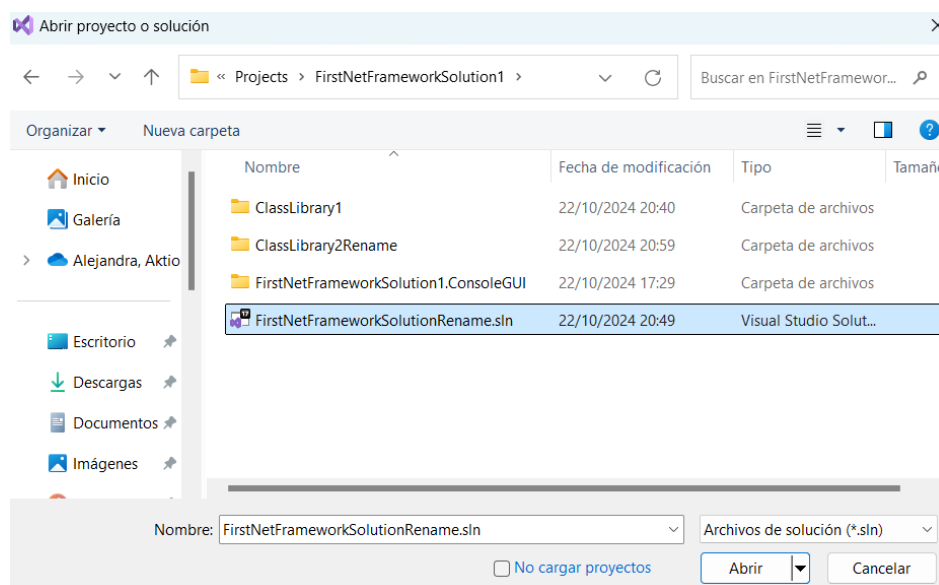 Abrir proyecto o solución
« Projects > FirstNetFrameworkSolution1 >
Buscar en FirstNetFramewor...
Organizar Nueva carpeta
Nombre Fecha de modificación Tipo Tamañ
Inicio
Galería
Alejandra, Aktio
Escritorio
Descargas
Documentos
Imágenes
ClassLibrary1 22/10/2024 20:40 Carpeta de archivos
ClassLibrary2Rename 22/10/2024 20:59 Carpeta de archivos
FirstNetFrameworkSolution1.ConsoleGUI 22/10/2024 17:29 Carpeta de archivos
FirstNetFrameworkSolutionRename.sln 22/10/2024 20:49 Visual Studio Solut...
Nombre: FirstNetFrameworkSolutionRename.sln Archivos de solución (*.sln)
No cargar proyectos Abrir Cancelar